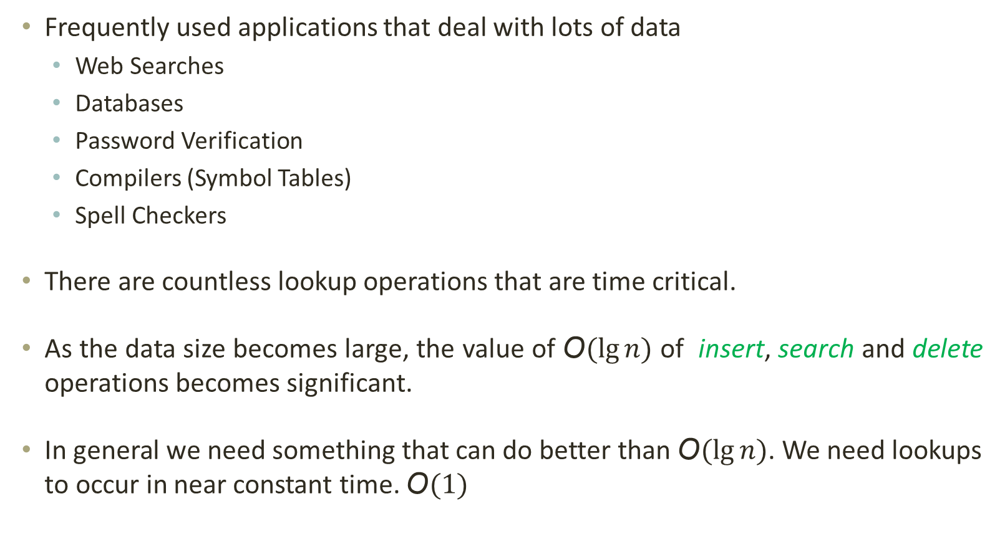 • Frequently used applications that deal with lots of data
• Web Searches
• Databases
• Password Verification
• Compilers (Symbol Tables)
• Spell Checkers
• There are countless lookup operations that are time critical.
• As the data size becomes large, the value of O(lg n) of insert, search and delete
operations becomes significant.
• In general we need something that can do better than O(lg n). We need lookups
to occur in near constant time. O(1)